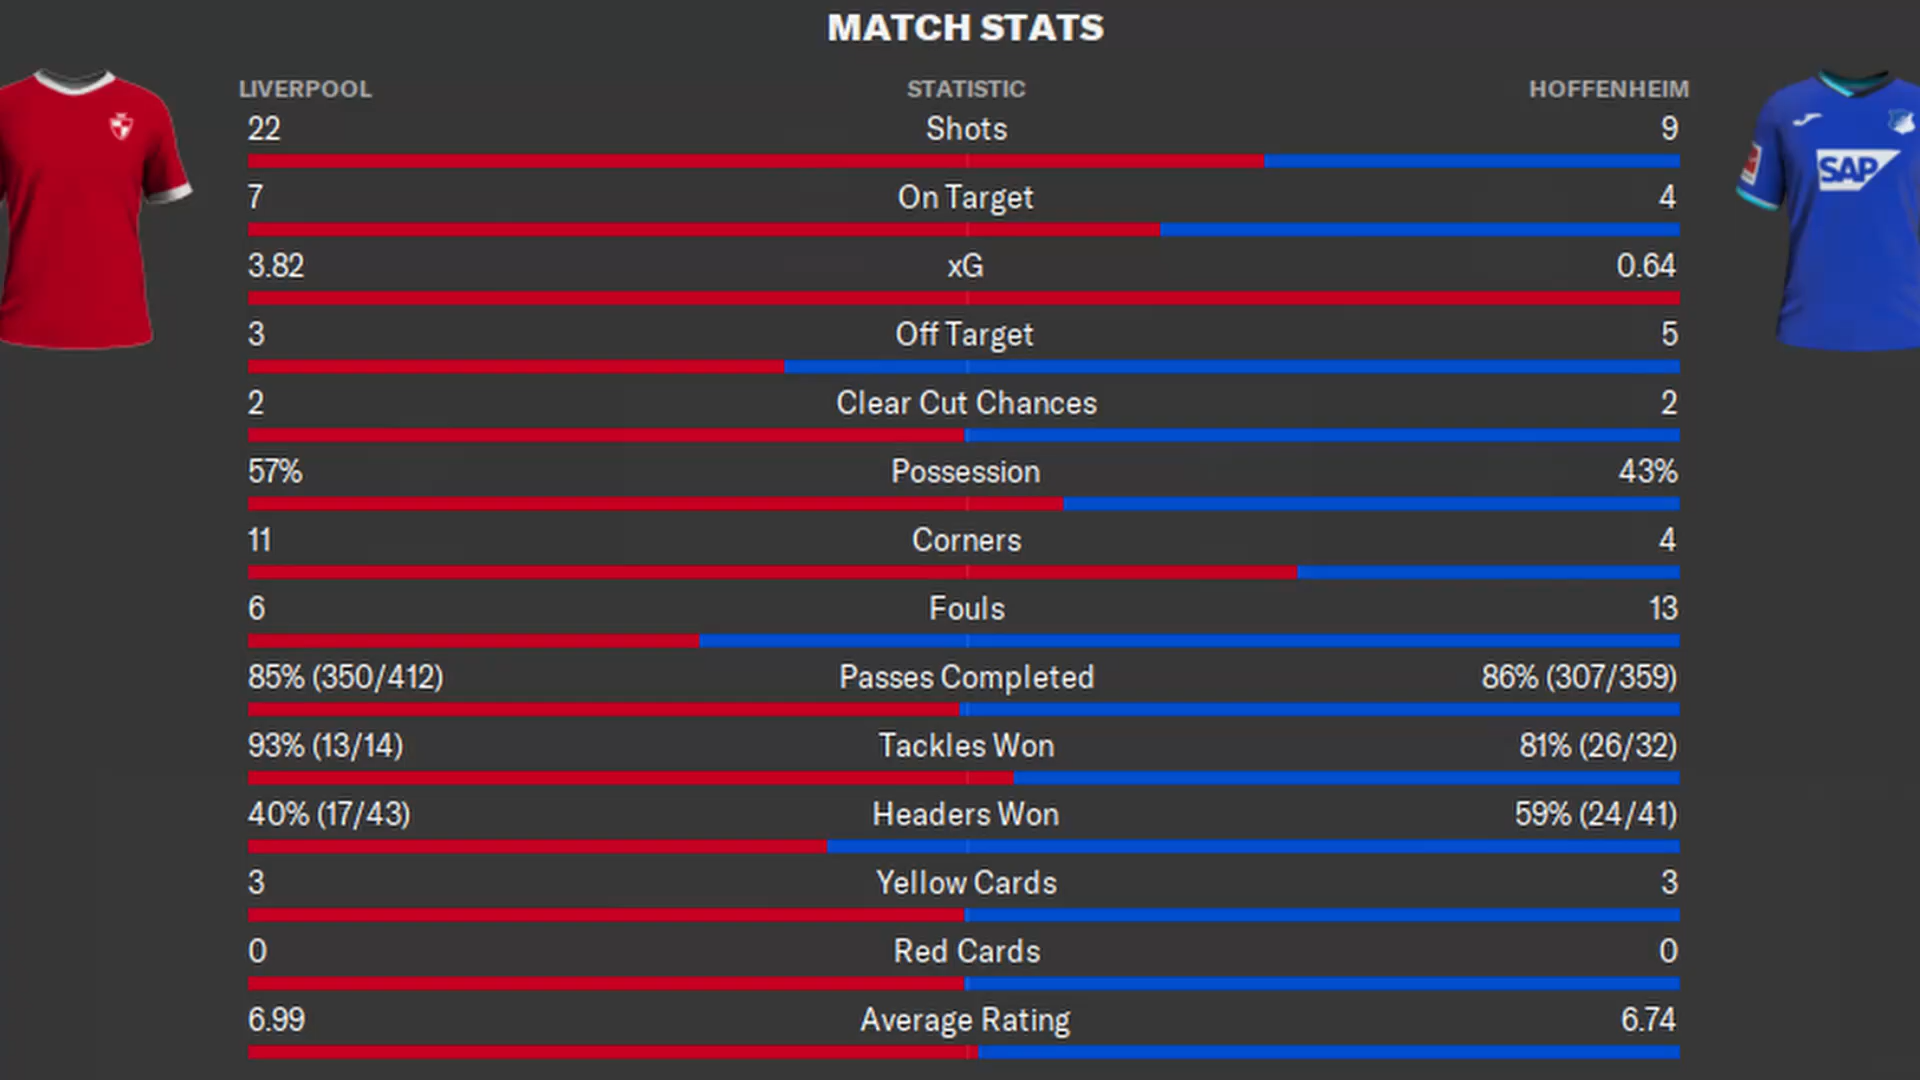 MATCH STATS
LIVERPOOL STATISTIC HOFFENHEIM
22 Shots 9
7 On Target 4
3.82 xG 0.64
3 Off Target 5
2 Clear Cut Chances 2
57% Possession 43%
11 Corners 4
6 Fouls 13
85% (350/412) Passes Completed 86% (307/359)
93% (13/14) Tackles Won 81% (26/32)
40% (17/43) Headers Won 59% (24/41)
3 Yellow Cards 3
0 Red Cards 0
6.99 Average Rating 6.74
SAP